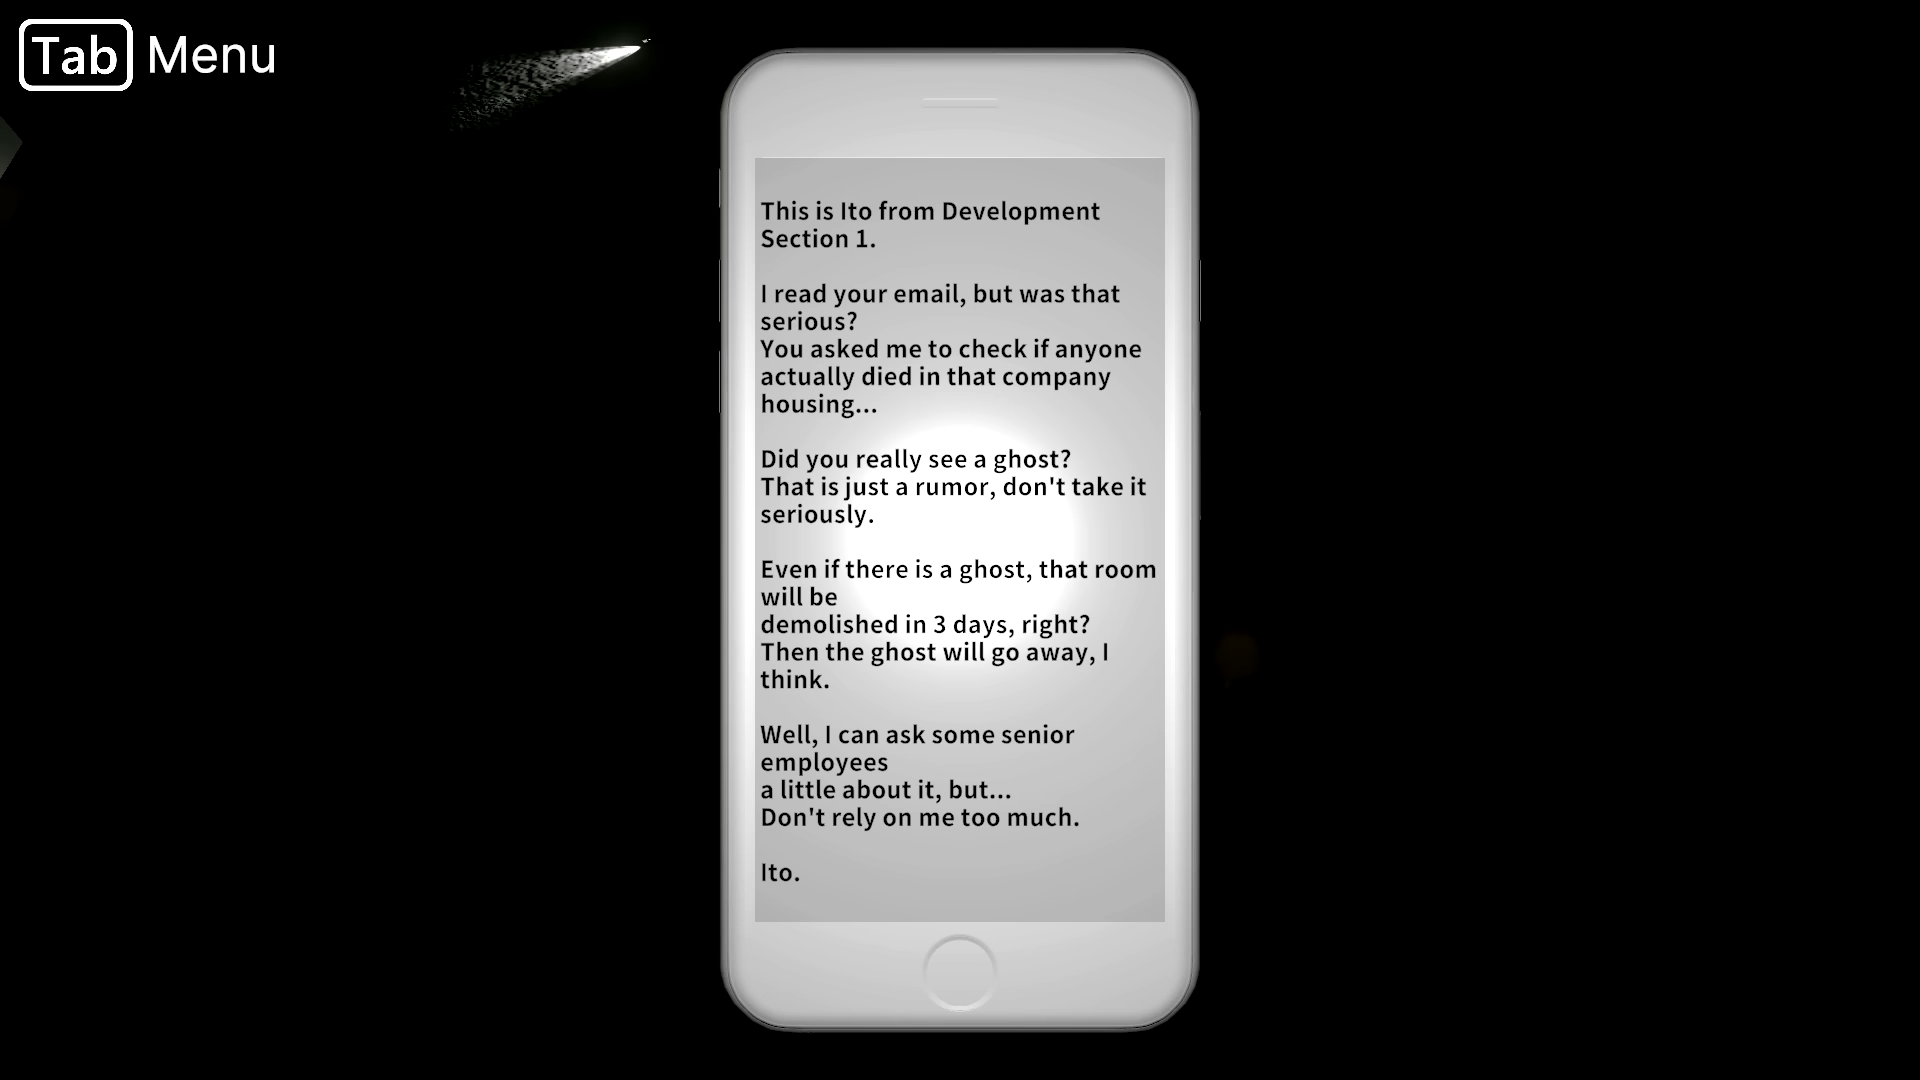 Tab Menu
This is Ito from Development
Section 1.
I read your email, but was that
serious?
You asked me to check if anyone
actually died in that company
housing...
Did you really see a ghost?
That is just a rumor, don't take it
seriously.
Even if there is a ghost, that room
will be
demolished in 3 days, right?
Then the ghost will go away, I
think.
Well, I can ask some senior
employees
a little about it, but...
Don't rely on me too much.
Ito.